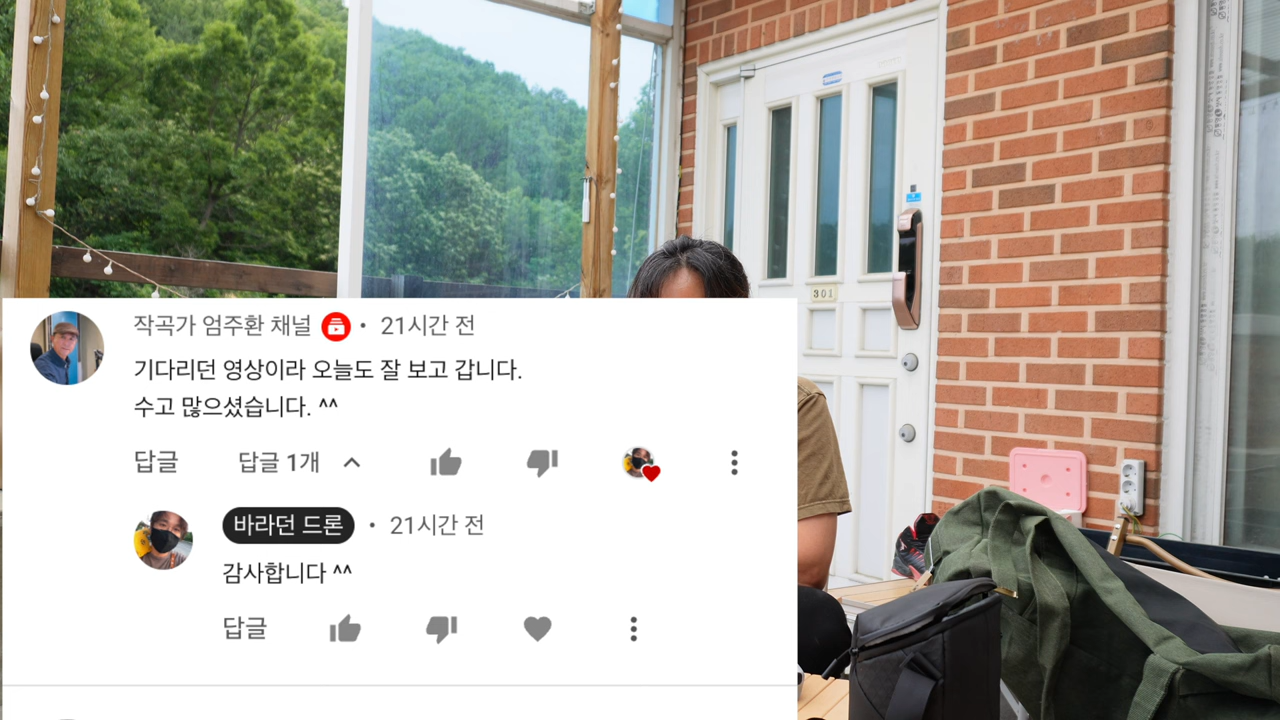 301
작곡가 엄주환 채널 • 21시간 전
기다리던 영상이라 오늘도 잘 보고 갑니다.
수고 많으셨습니다. ^^
답글 답글 1개
바라던 드론 • 21시간 전
감사합니다 ^^
답글